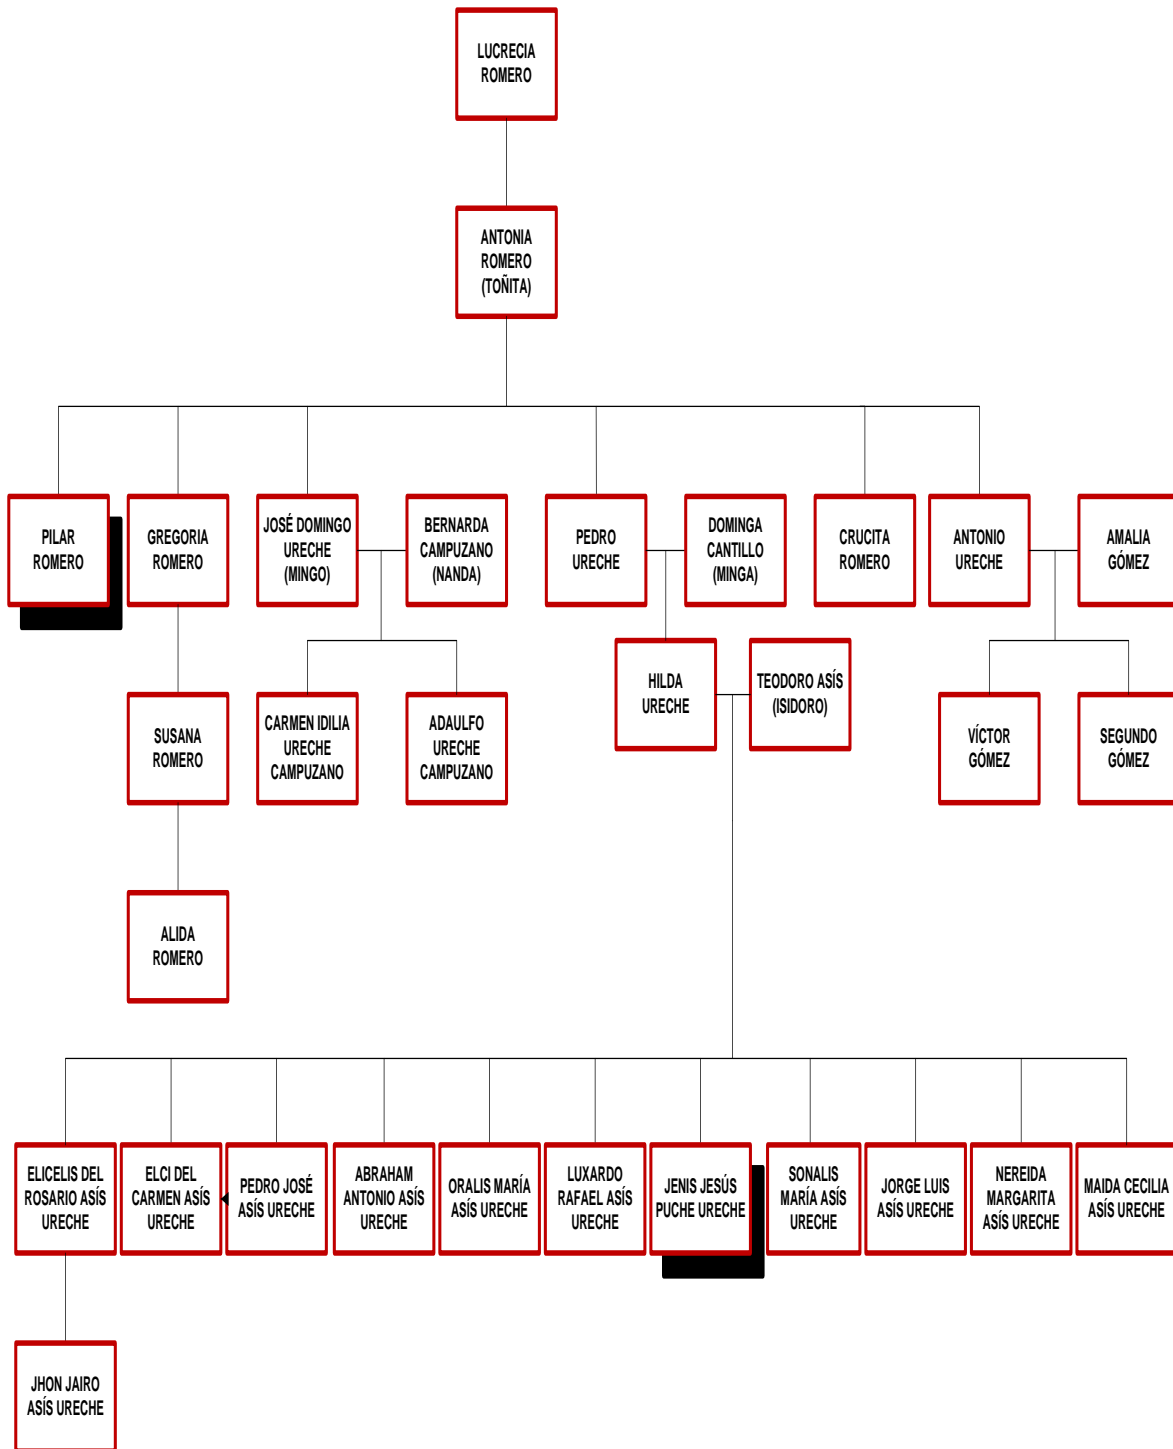 LUCRECIA
ROMERO
ANTONIA
ROMERO
(TOÑITA)
PILAR
ROMERO
GREGORIA
ROMERO
JOSÉ DOMINGO
URECHE
(MINGO)
BERNARDA
CAMPUZANO
(NANDA)
PEDRO
URECHE
DOMINGA
CANTILLO
(MINGA)
CRUCITA
ROMERO
ANTONIO
URECHE
AMALIA
GÓMEZ
HILDA
URECHE
TEODORO ASÍS
(ISIDORO)
SUSANA
ROMERO
CARMEN IDILIA
URECHE
CAMPUZANO
ADAULFO
URECHE
CAMPUZANO
VÍCTOR
GÓMEZ
SEGUNDO
GÓMEZ
ALIDA
ROMERO
ELICELIS DEL
ROSARIO ASÍS
URECHE
ELCI DEL
CARMEN ASÍS
URECHE
PEDRO JOSÉ
ASÍS URECHE
ABRAHAM
ANTONIO ASÍS
URECHE
ORALIS MARÍA
ASÍS URECHE
LUXARDO
RAFAEL ASÍS
URECHE
JENIS JESÚS
PUCHE URECHE
SONALIS
MARÍA ASÍS
URECHE
JORGE LUIS
ASÍS URECHE
NEREIDA
MARGARITA
ASÍS URECHE
MAIDA CECILIA
ASÍS URECHE
JHON JAIRO
ASÍS URECHE